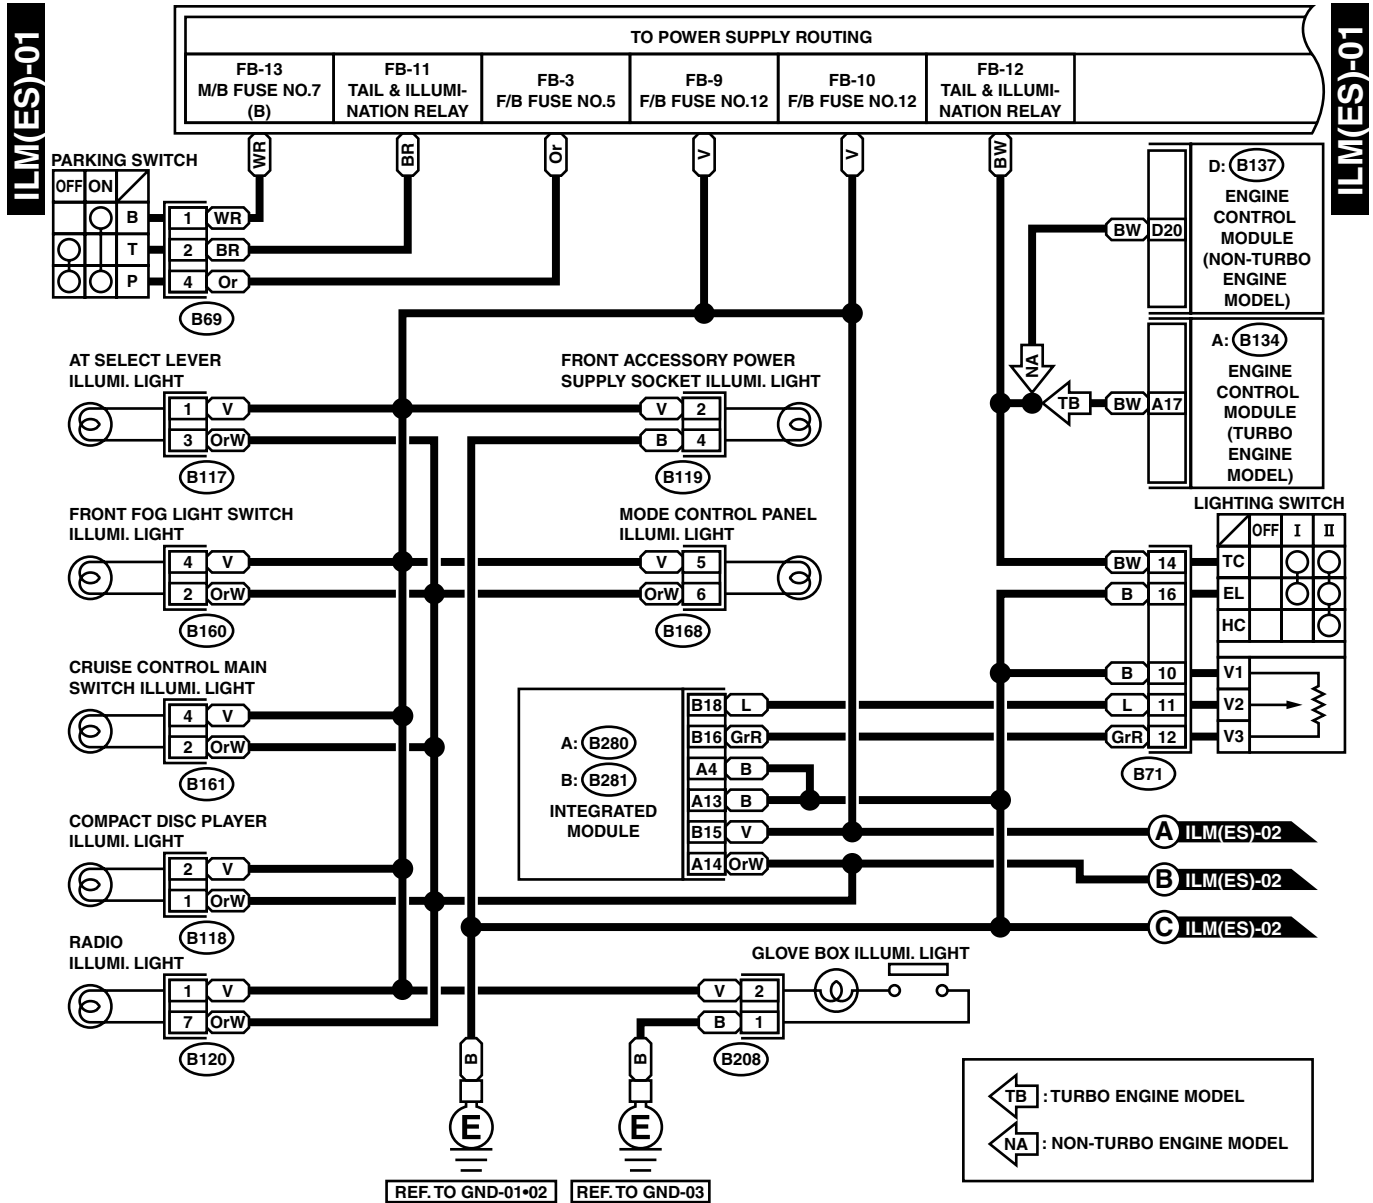 ILM(ES)-01
ILM(ES)-01
TO POWER SUPPLY ROUTING
FB-13
M/B FUSE NO.7
(B)
FB-11
TAIL & ILLUMI-
NATION RELAY
FB-3
F/B FUSE NO.5
FB-9
F/B FUSE NO.12
FB-10
F/B FUSE NO.12
FB-12
TAIL & ILLUMI-
NATION RELAY
WR
BR
Or
V
V
BW
PARKING SWITCH
OFF ON
B 1 WR
T 2 BR
P 4 Or
B69
D: B137
ENGINE
CONTROL
MODULE
(NON-TURBO
ENGINE
MODEL)
BW D20
NA
A: B134
ENGINE
CONTROL
MODULE
(TURBO
ENGINE
MODEL)
TB BW A17
AT SELECT LEVER
ILLUMI. LIGHT
1 V
3 OrW
B117
FRONT ACCESSORY POWER
SUPPLY SOCKET ILLUMI. LIGHT
V 2
B 4
B119
FRONT FOG LIGHT SWITCH
ILLUMI. LIGHT
4 V
2 OrW
B160
MODE CONTROL PANEL
ILLUMI. LIGHT
V 5
OrW 6
B168
LIGHTING SWITCH
OFF I II
BW 14 TC
B 16 EL
HC
B 10 V1
L 11 V2
GrR 12 V3
B71
CRUISE CONTROL MAIN
SWITCH ILLUMI. LIGHT
4 V
2 OrW
B161
A: B280
B: B281
INTEGRATED
MODULE
B18 L
B16 GrR
A4 B
A13 B
B15 V
A14 OrW
A ILM(ES)-02
B ILM(ES)-02
C ILM(ES)-02
COMPACT DISC PLAYER
ILLUMI. LIGHT
2 V
1 OrW
B118
RADIO
ILLUMI. LIGHT
1 V
7 OrW
B120
GLOVE BOX ILLUMI. LIGHT
V 2
B 1
B208
B
E
REF. TO GND-01•02
B
E
REF. TO GND-03
TB : TURBO ENGINE MODEL
NA : NON-TURBO ENGINE MODEL